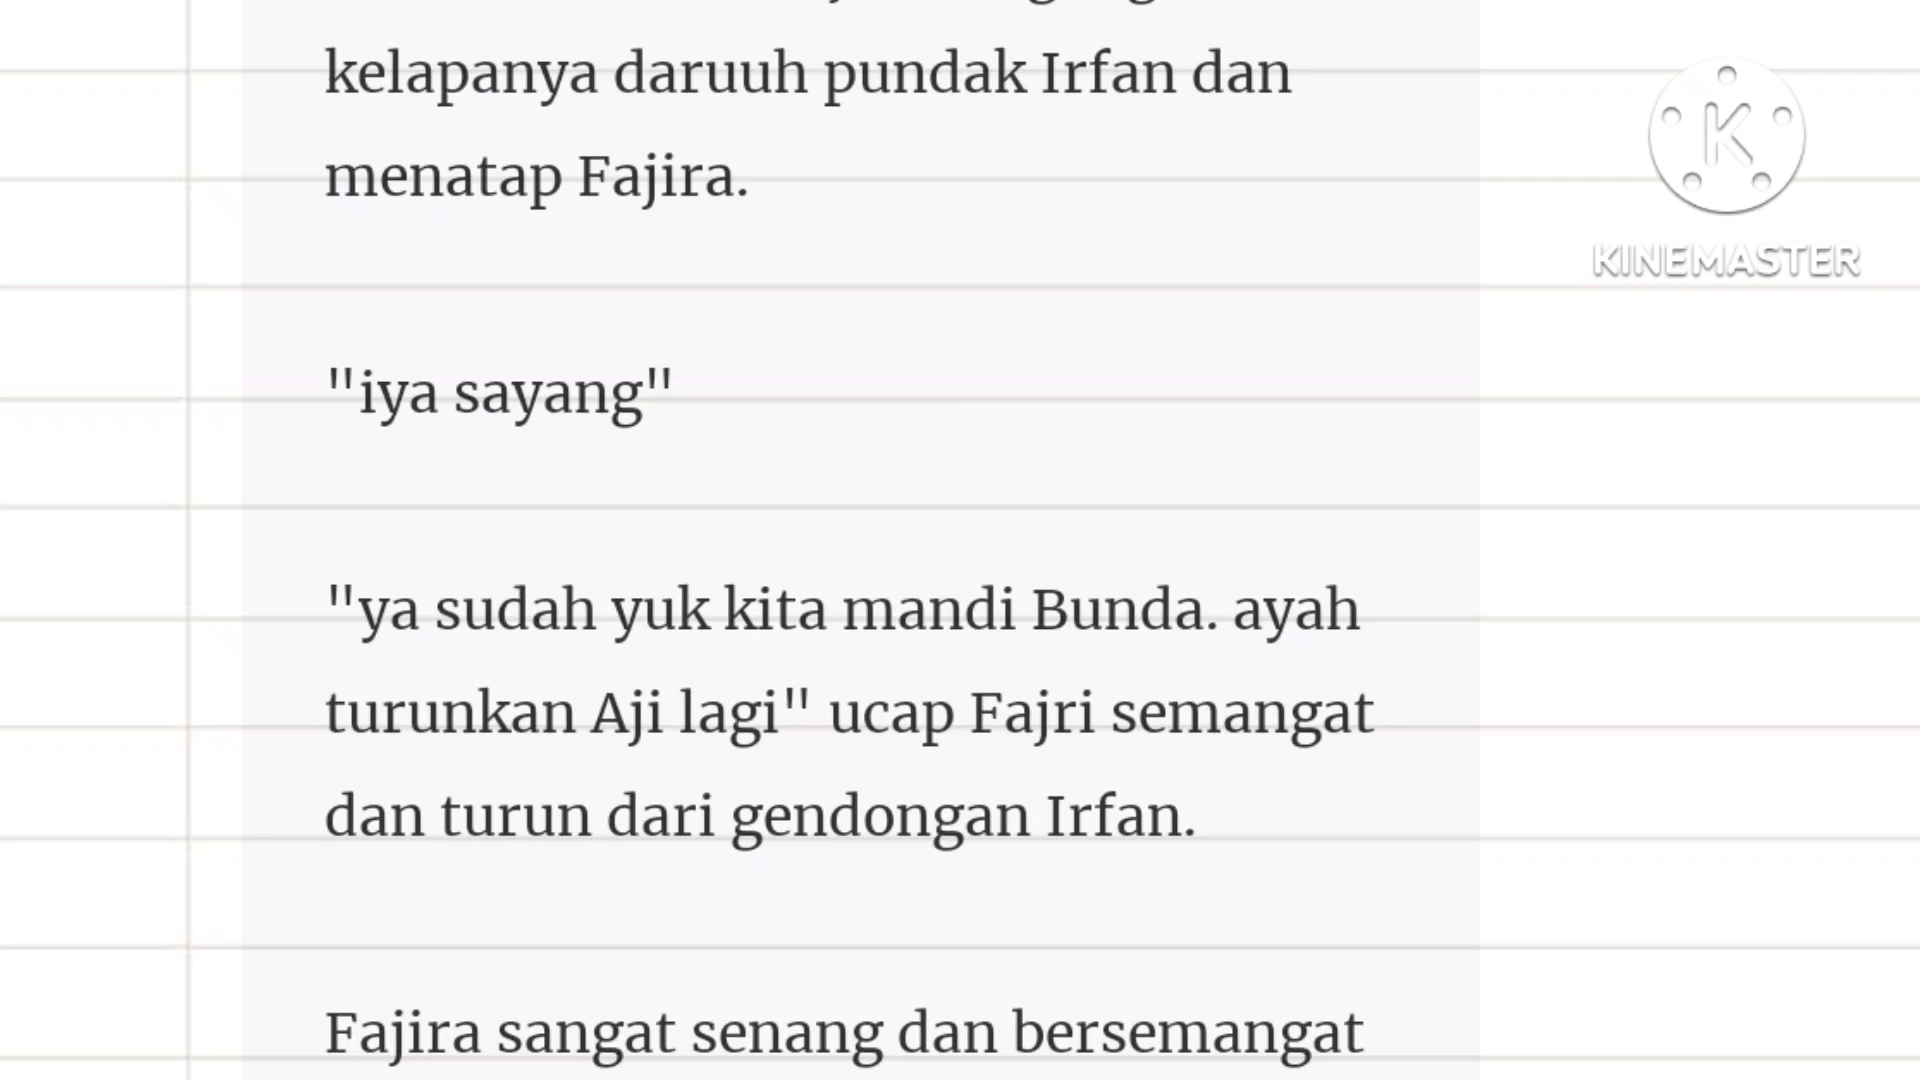 kelapanya daruuh pundak Irfan dan
menatap Fajira.
"iya sayang"
"ya sudah yuk kita mandi Bunda. ayah
turunkan Aji lagi" ucap Fajri semangat
dan turun dari gendongan Irfan.
Fajira sangat senang dan bersemangat
K
KINEMASTER